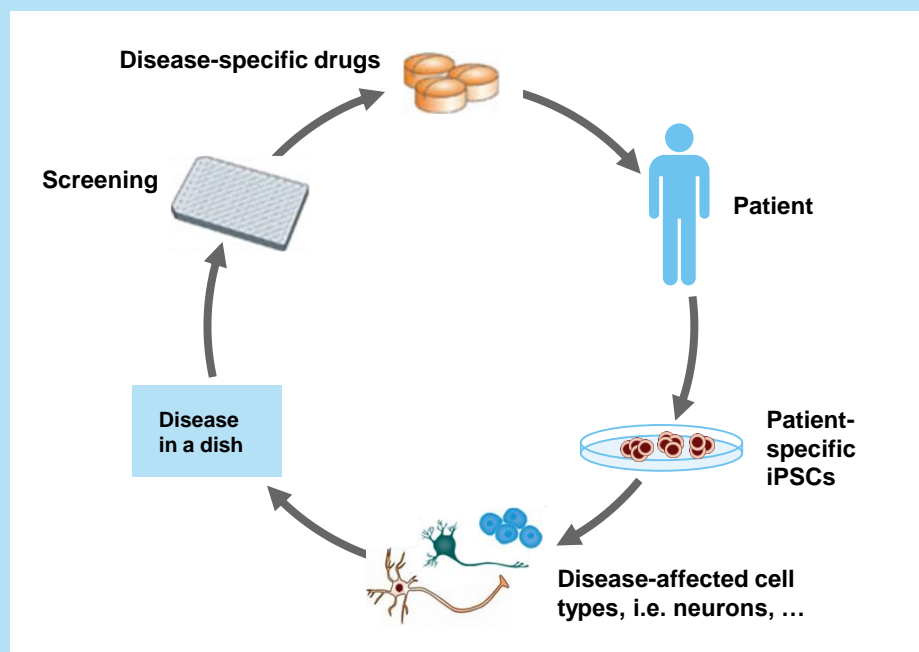 Disease-specific drugs
Screening
Patient
Patient-
specific
iPSCs
Disease
in a dish
Disease-affected cell
types, i.e. neurons, …